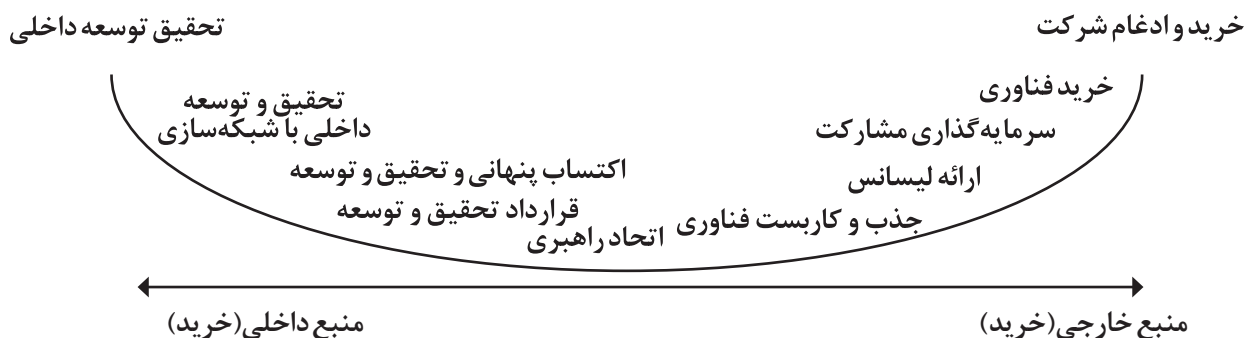 خرید و ادغام شرکت
تحقیق توسعه داخلی
خرید فناوری
تحقیق و توسعه
داخلی با شبکه‌سازی
سرمایه‌گذاری مشارکت
اکتساب پنهانی و تحقیق و توسعه
ارائه لیسانس
قرارداد تحقیق و توسعه
جذب و کاربست فناوری
اتحاد راهبری
منبع خارجی(خرید)
منبع داخلی(خرید)